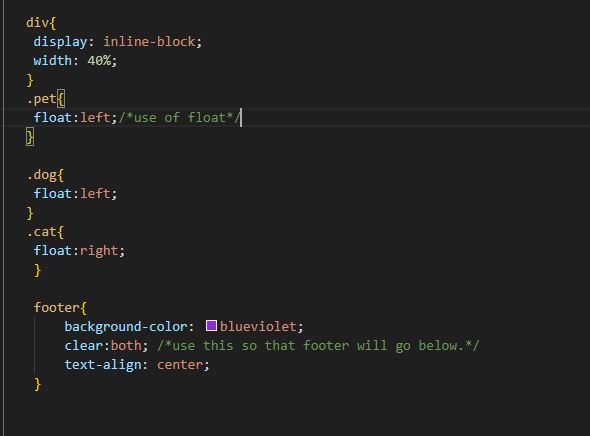 div{
display: inline-block;
width: 40%;
}
.pet{
float:left;/*use of float*/
}
.dog{
float:left;
}
.cat{
float:right;
}
footer{
background-color: blueviolet;
clear:both; /*use this so that footer will go below.*/
text-align: center;
}